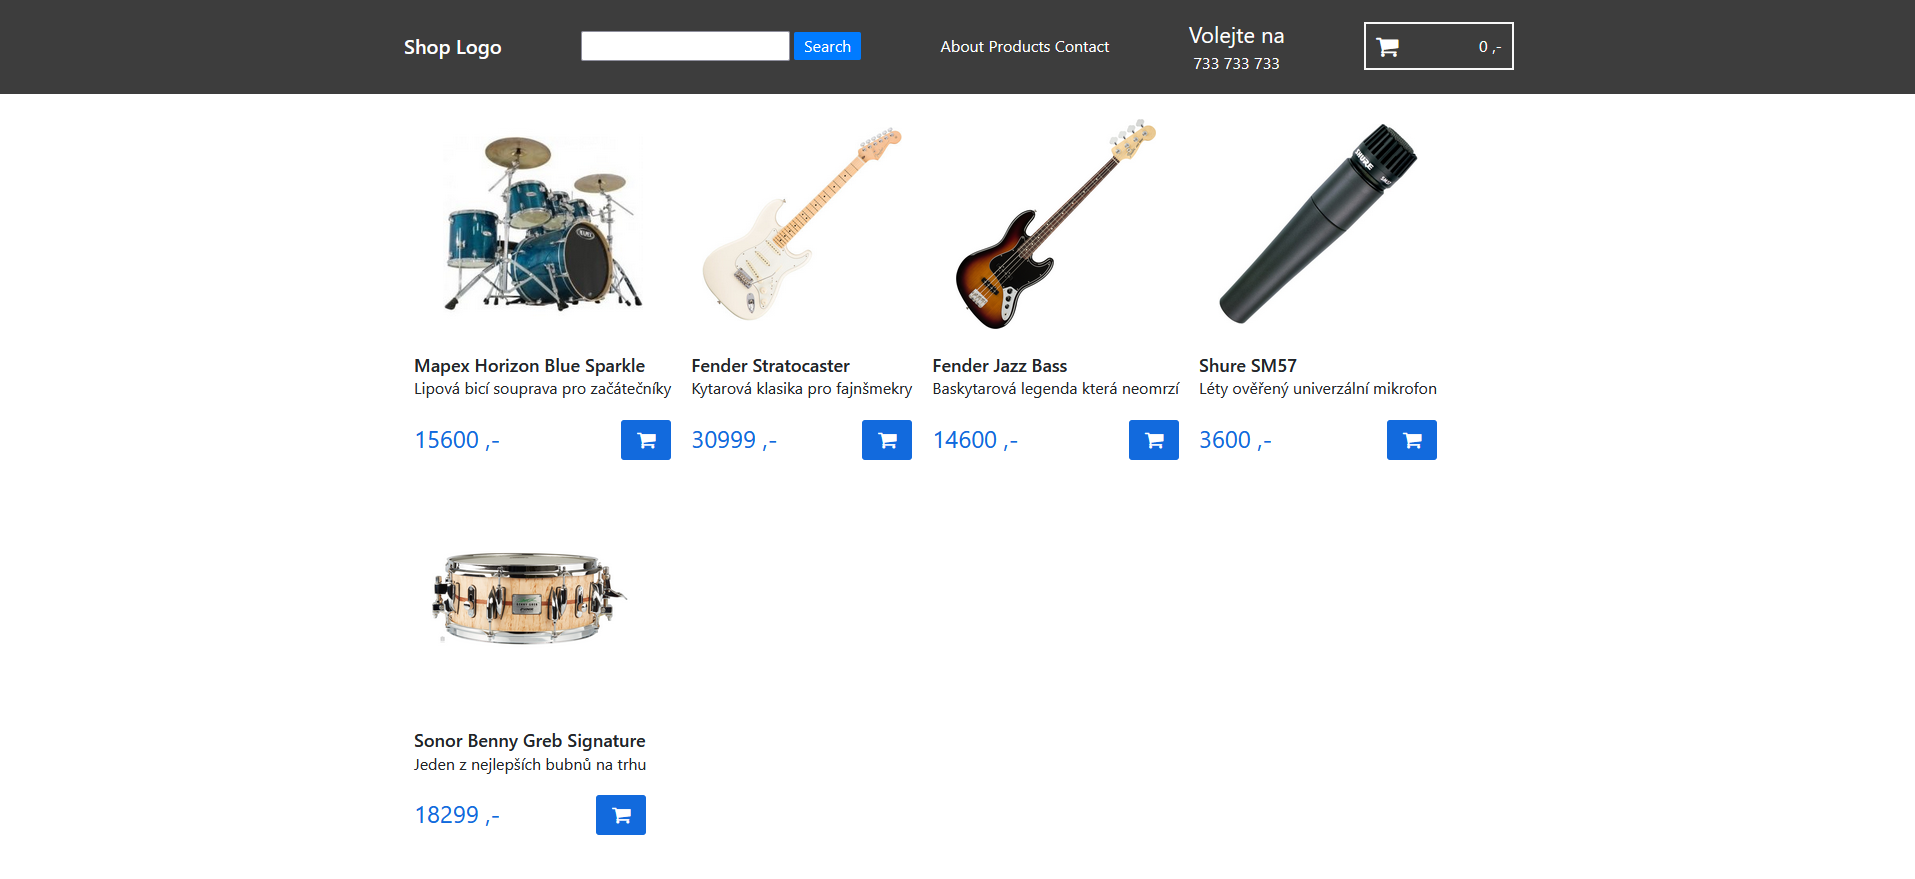 Shop Logo
Search
About Products Contact
Volejte na
733 733 733
0 ,-
SHURE
Mapex Horizon Blue Sparkle
Lipová bicí souprava pro začátečníky
15600 ,-
Fender Stratocaster
Kytarová klasika pro fajnšmekry
30999 ,-
Fender Jazz Bass
Baskytarová legenda která neomrzí
14600 ,-
Shure SM57
Léty ověřený univerzální mikrofon
3600 ,-
Sonor Benny Greb Signature
Jeden z nejlepších bubnů na trhu
18299 ,-